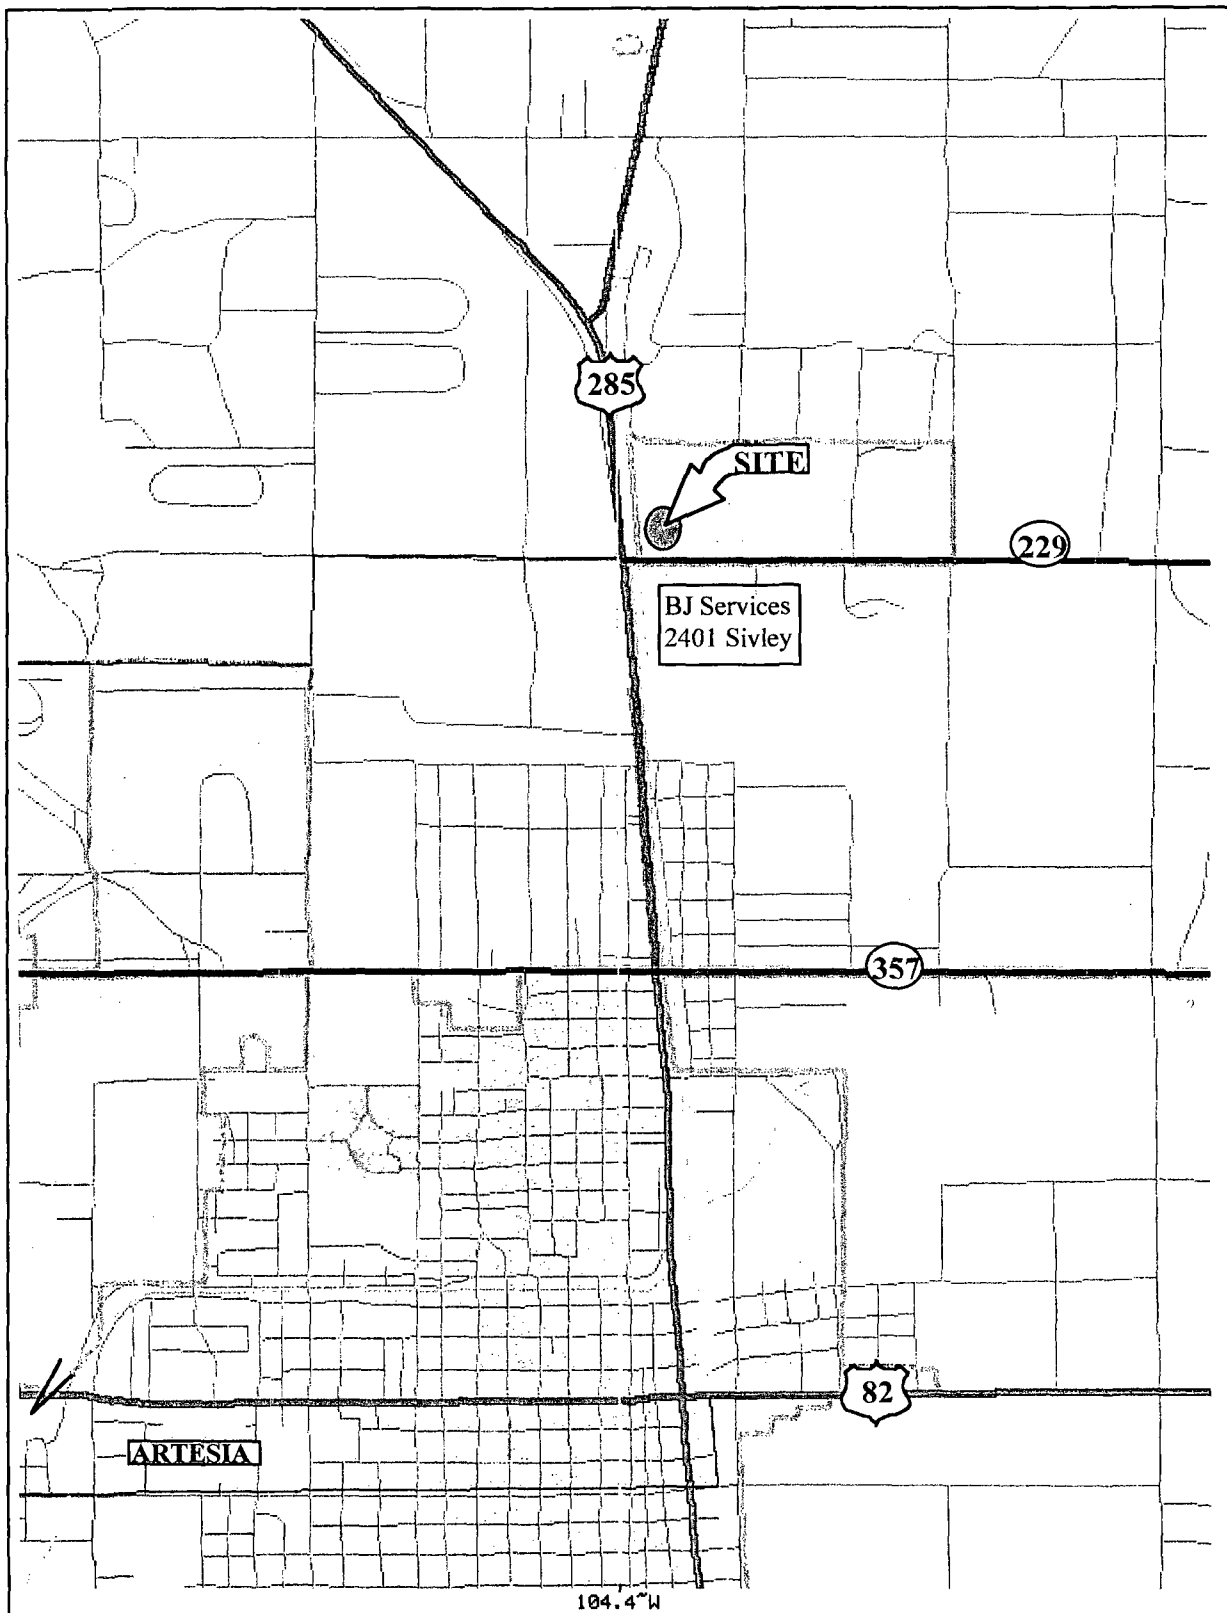 285
SITE
229
BJ Services
2401 Sivley
357
82
ARTESIA
104.4~W